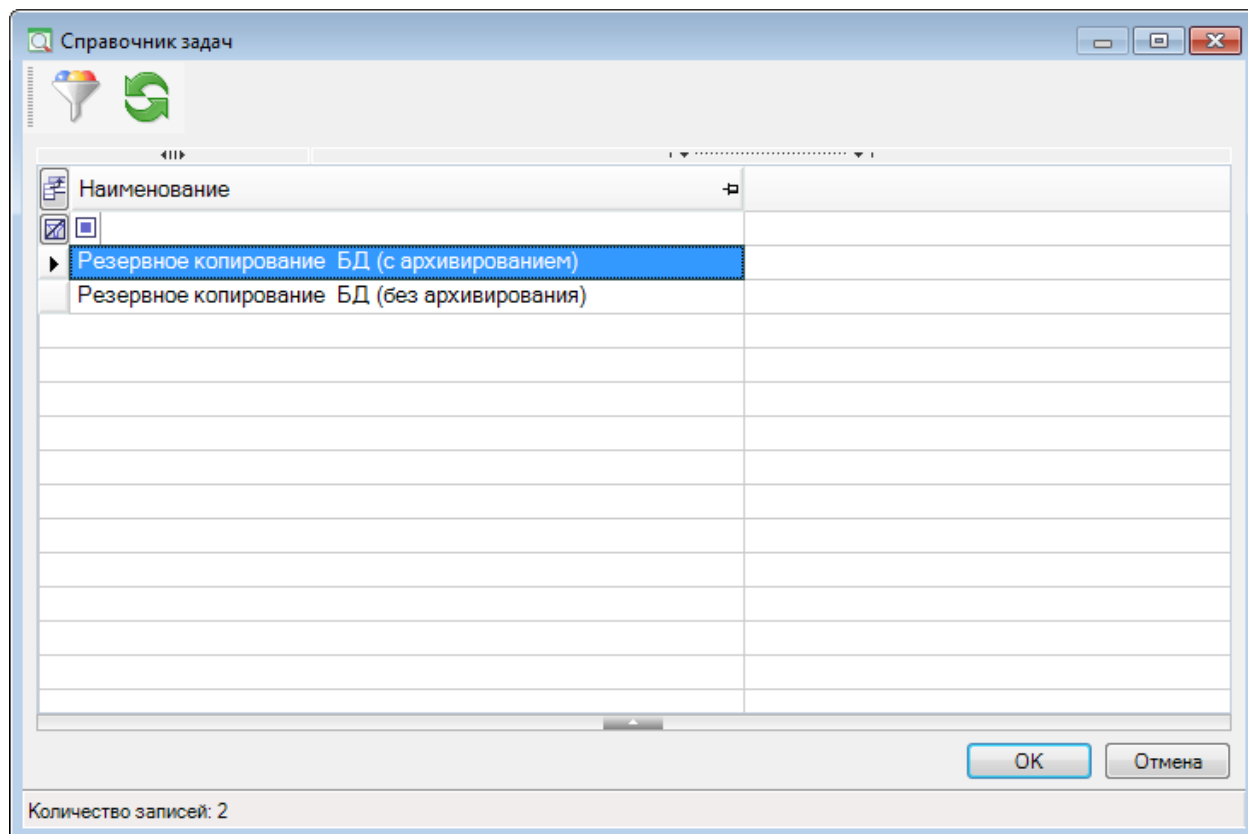 Справочник задач
Наименование
Резервное копирование БД (с архивированием)
Резервное копирование БД (без архивирования)
OK
Отмена
Количество записей: 2